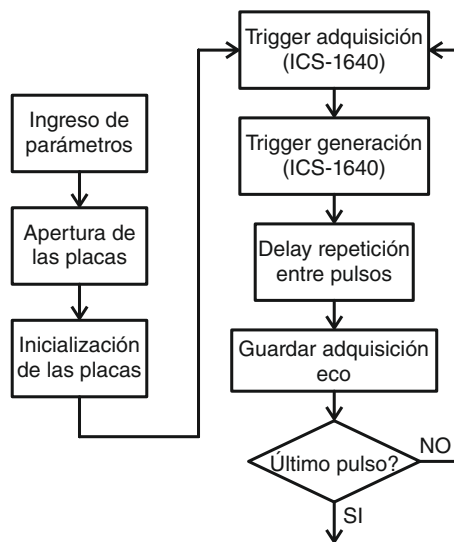 Ingreso de
parámetros
Apertura de
las placas
Inicialización
de las placas
Trigger adquisición
(ICS-1640)
Trigger generación
(ICS-1640)
Delay repetición
entre pulsos
Guardar adquisición
eco
Último pulso?
NO
SI